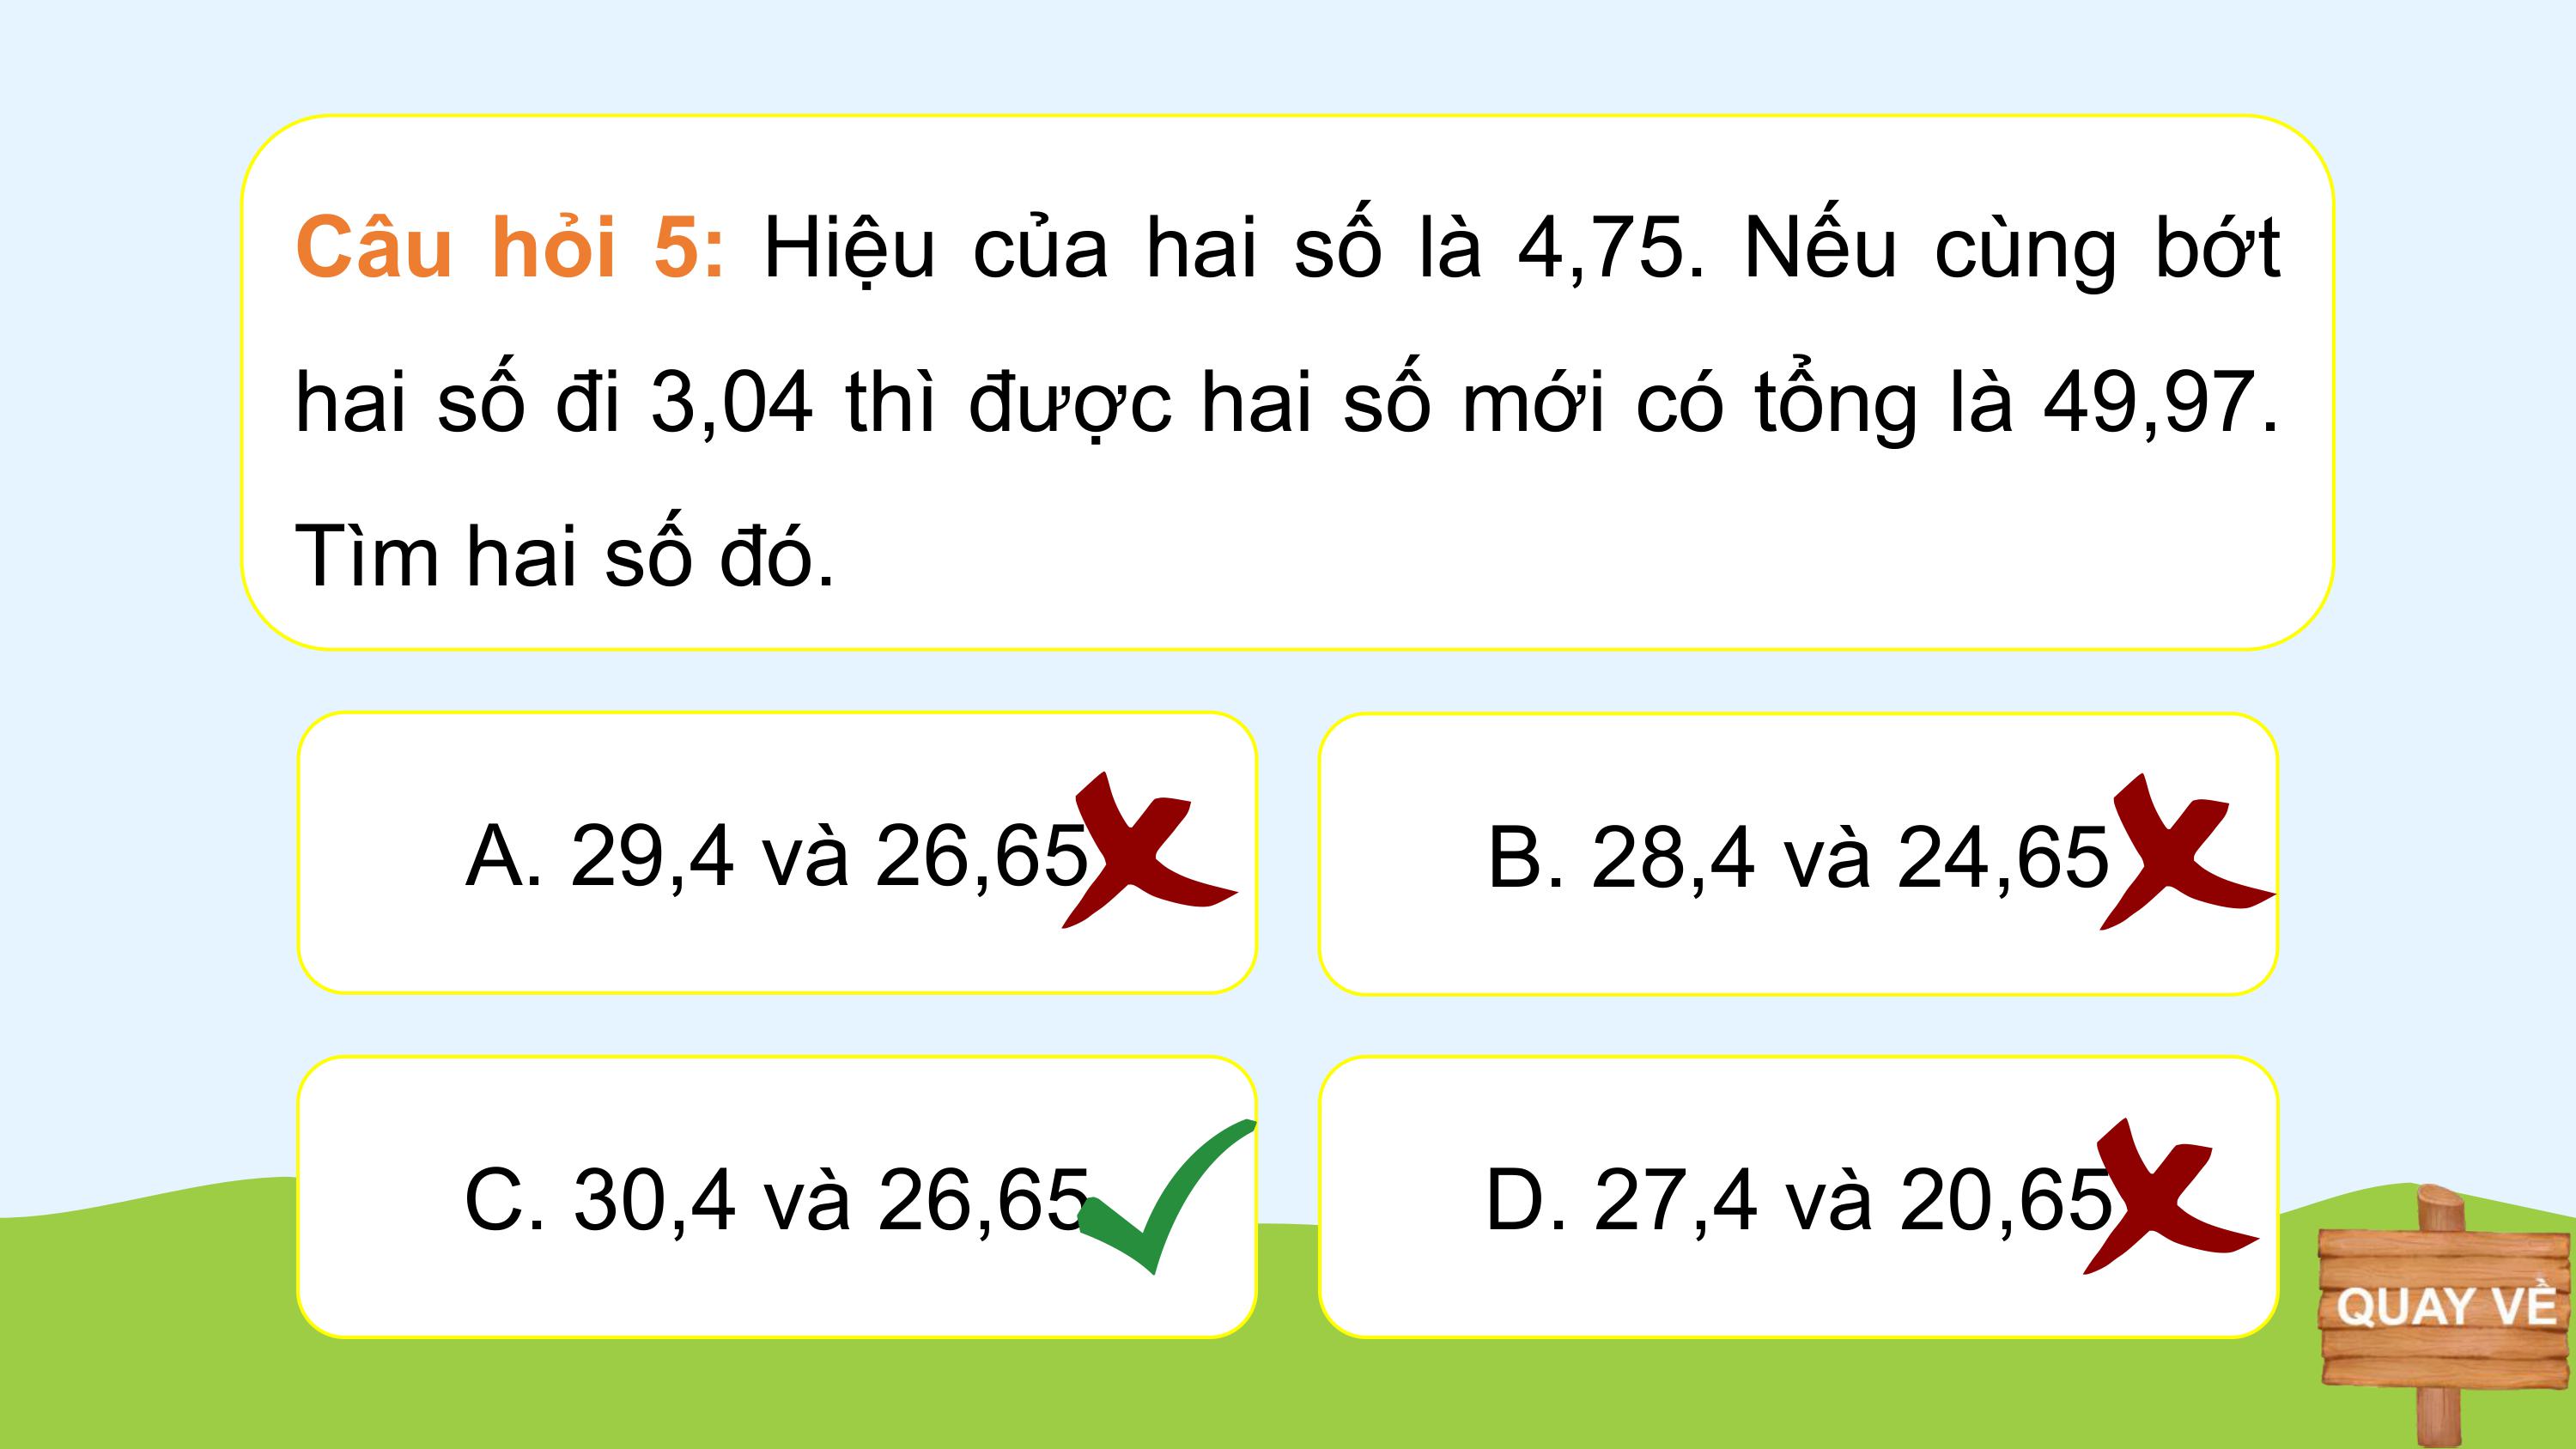 Câu hỏi 5: Hiệu của hai số là 4,75. Nếu cùng bớt
hai số đi 3,04 thì được hai số mới có tổng là 49,97.
Tìm hai số đó.
A. 29,4 và 26,65
B. 28,4 và 24,65
C. 30,4 và 26,65
D. 27,4 và 20,65
QUAY VỀ